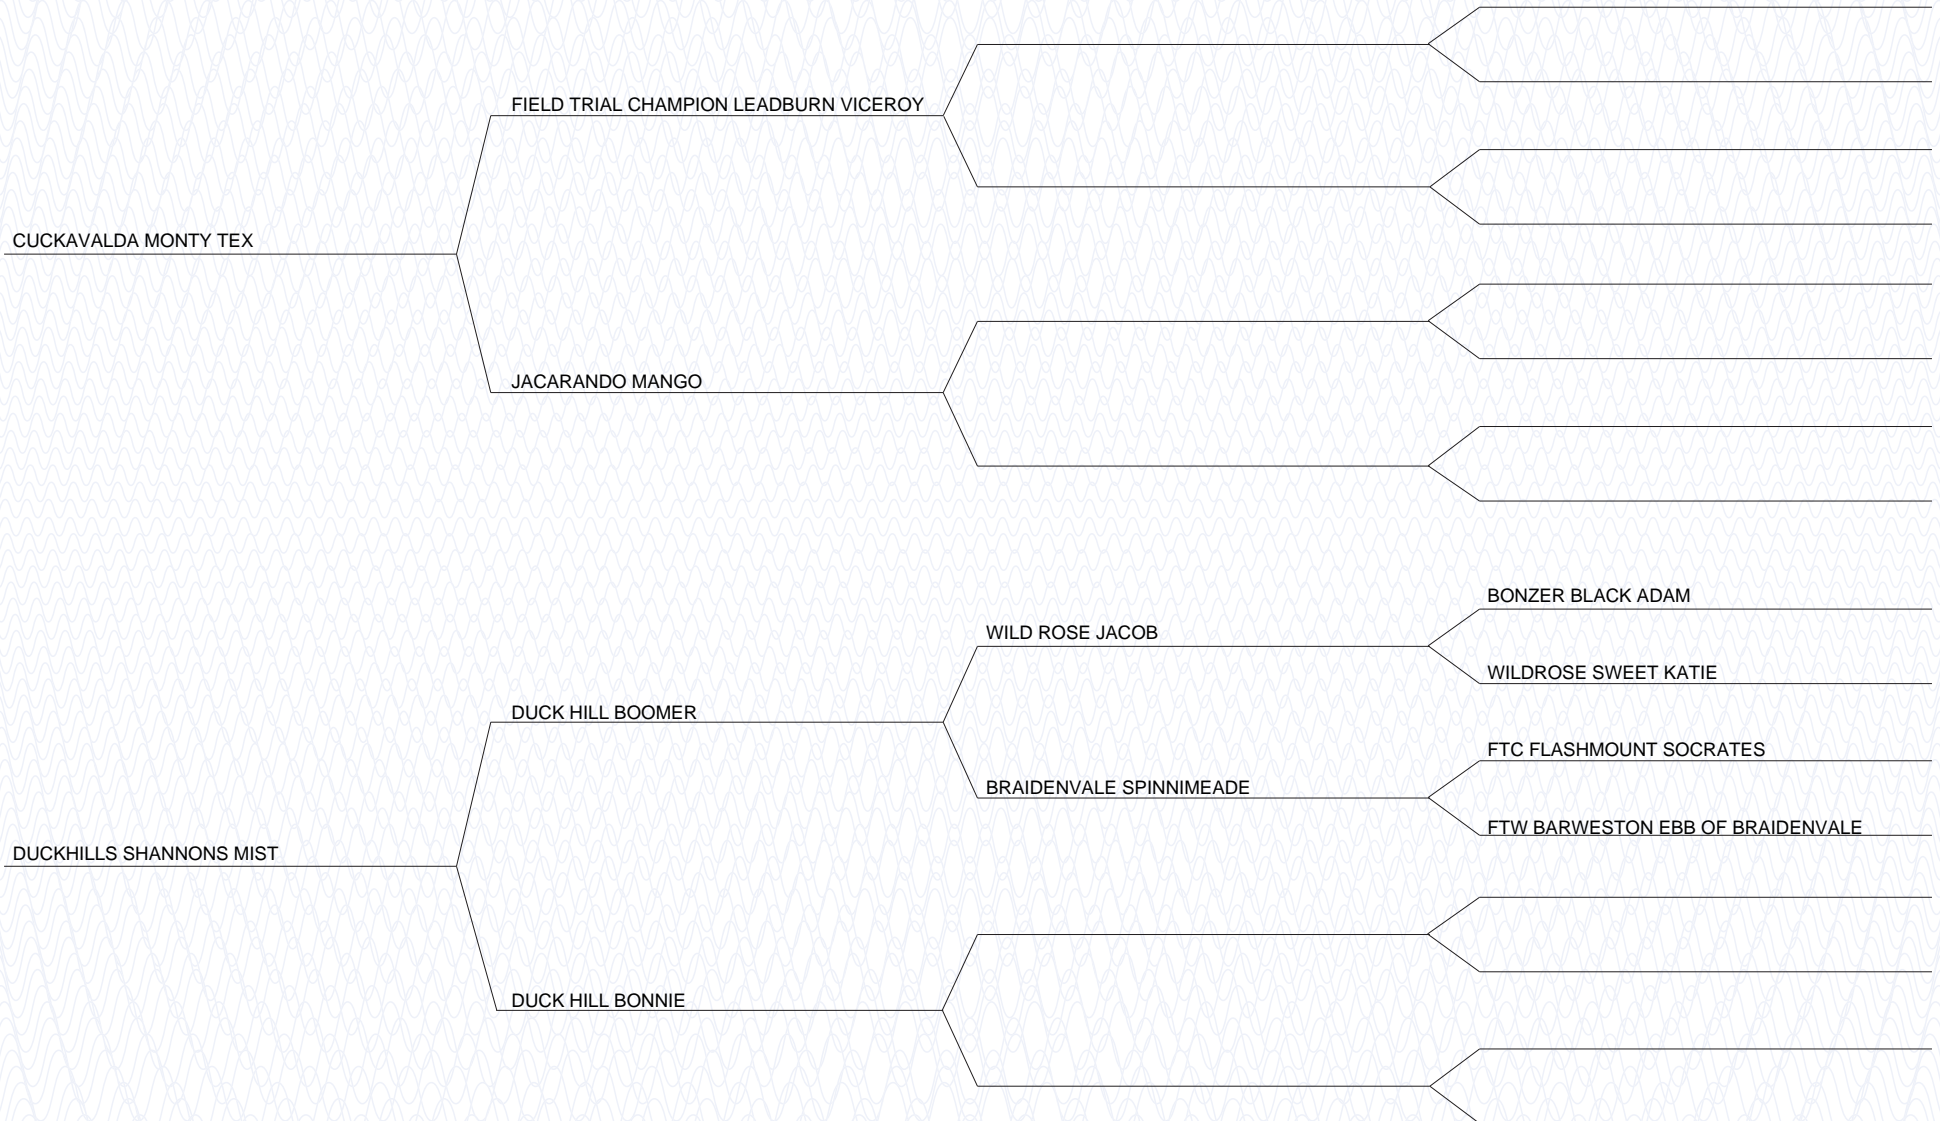 FIELD TRIAL CHAMPION LEADBURN VICEROY
CUCKAVALDA MONTY TEX
JACARANDO MANGO
BONZER BLACK ADAM
WILD ROSE JACOB
WILDROSE SWEET KATIE
DUCK HILL BOOMER
FTC FLASHMOUNT SOCRATES
BRAIDENVALE SPINNIMEADE
FTW BARWESTON EBB OF BRAIDENVALE
DUCKHILLS SHANNONS MIST
DUCK HILL BONNIE